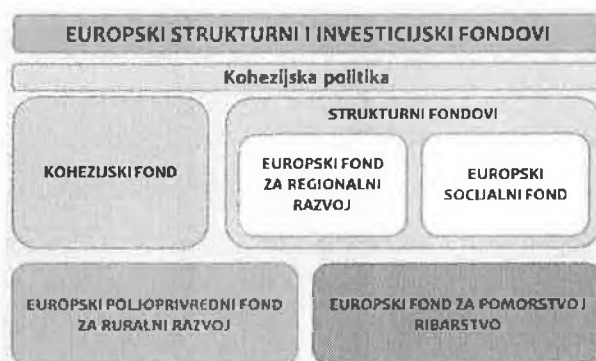 EUROPSKI STRUKTURNI I INVESTICIJSKI FONDOVI
Kohezijska politika
STRUKTURNI FONDOVI
KOHEZIJSKI FOND
EUROPSKI FOND
ZA REGIONALNI
RAZVOJ
EUROPSKI
SOCIJALNI FOND
EUROPSKI POLJOPRIVREDNI FOND
ZA RURALNI RAZVOJ
EUROPSKI FOND ZA POMORSTVO I
RIBARSTVO